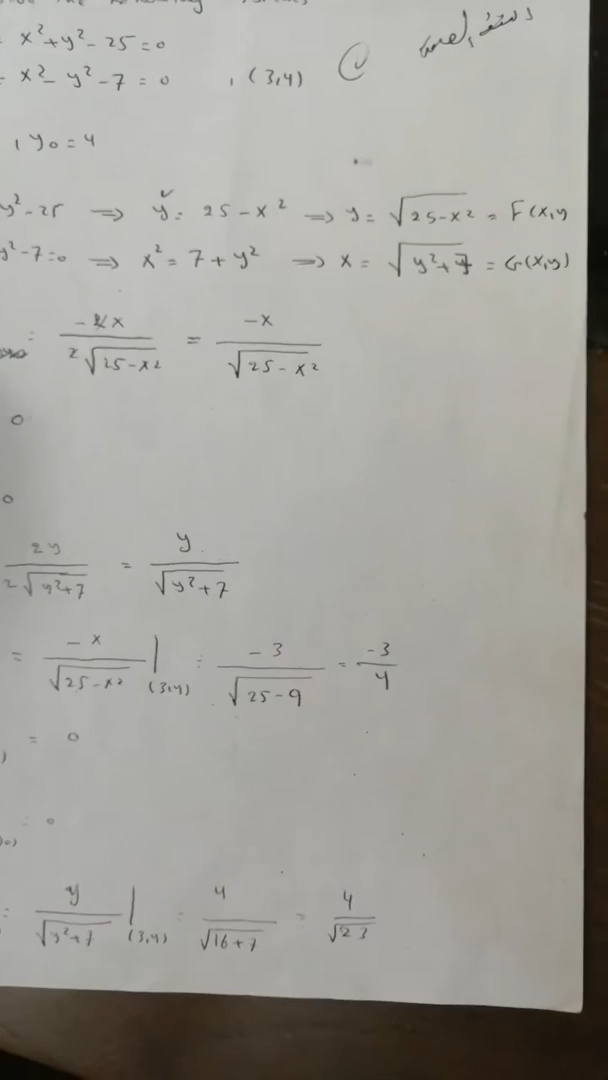 x²+y²-25=0
x²-y²-7=0 , (3,4)
, y₀=4
y²-25 ⟹ y²= 25-x² ⟹ y= √(25-x²) = F(x,y
y²-7=0 ⟹ x²=7+y² ⟹ x= √(y²+7) = G(x,y)
: -2x / 2√(25-x²) = -x / √(25-x²)
0
0
2y / 2√(y²+7) = y / √(y²+7)
= -x / √(25-x²) | (3,4) = -3 / √(25-9) = -3/4
) = 0
= 0
= y / √(y²+7) | (3,4) = 4 / √(16+7) = 4 / √23